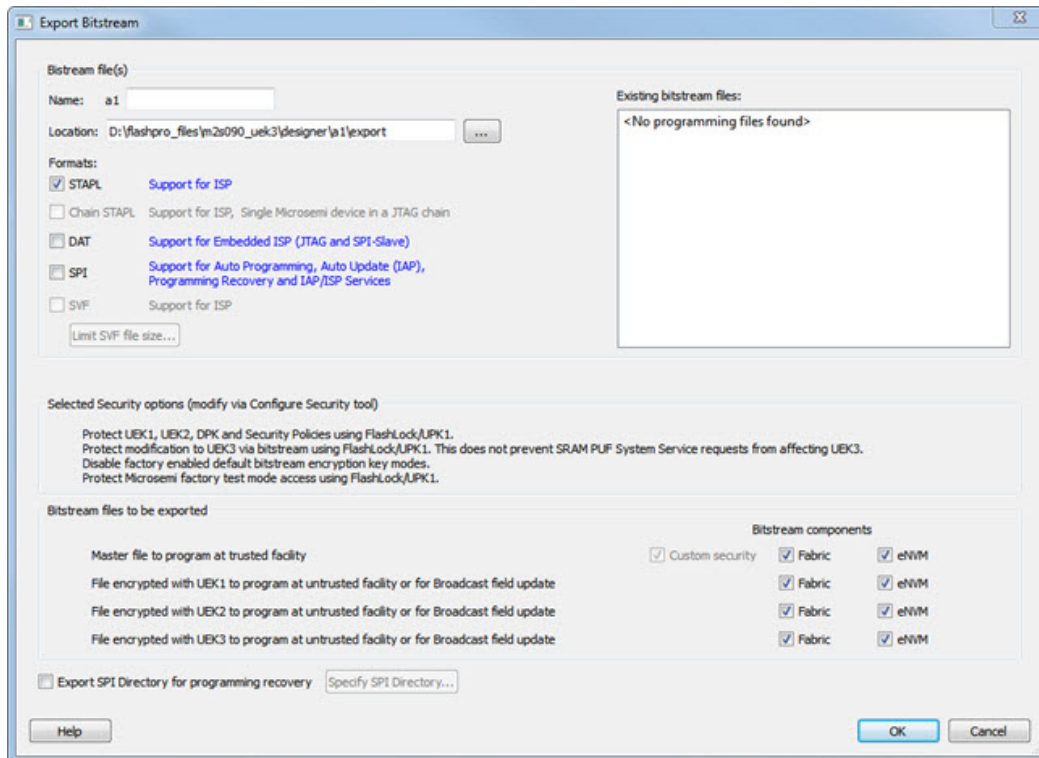 Export Bitstream
Bistream file(s)
Name: a1
Location: D:\flashpro_files\m2s090_uek3\designer\a1\export ...
Formats:
STAPL Support for ISP
Chain STAPL Support for ISP, Single Microsemi device in a JTAG chain
DAT Support for Embedded ISP (JTAG and SPI-Slave)
SPI Support for Auto Programming, Auto Update (IAP),
Programming Recovery and IAP/ISP Services
SVF Support for ISP
Limit SVF file size...
Existing bitstream files:
<No programming files found>
Selected Security options (modify via Configure Security tool)
Protect UEK1, UEK2, DPK and Security Policies using FlashLock/UPK1.
Protect modification to UEK3 via bitstream using FlashLock/UPK1. This does not prevent SRAM PUF System Service requests from affecting UEK3.
Disable factory enabled default bitstream encryption key modes.
Protect Microsemi factory test mode access using FlashLock/UPK1.
Bitstream files to be exported
Bitstream components
Master file to program at trusted facility Custom security Fabric eNVM
File encrypted with UEK1 to program at untrusted facility or for Broadcast field update Fabric eNVM
File encrypted with UEK2 to program at untrusted facility or for Broadcast field update Fabric eNVM
File encrypted with UEK3 to program at untrusted facility or for Broadcast field update Fabric eNVM
Export SPI Directory for programming recovery Specify SPI Directory...
Help OK Cancel